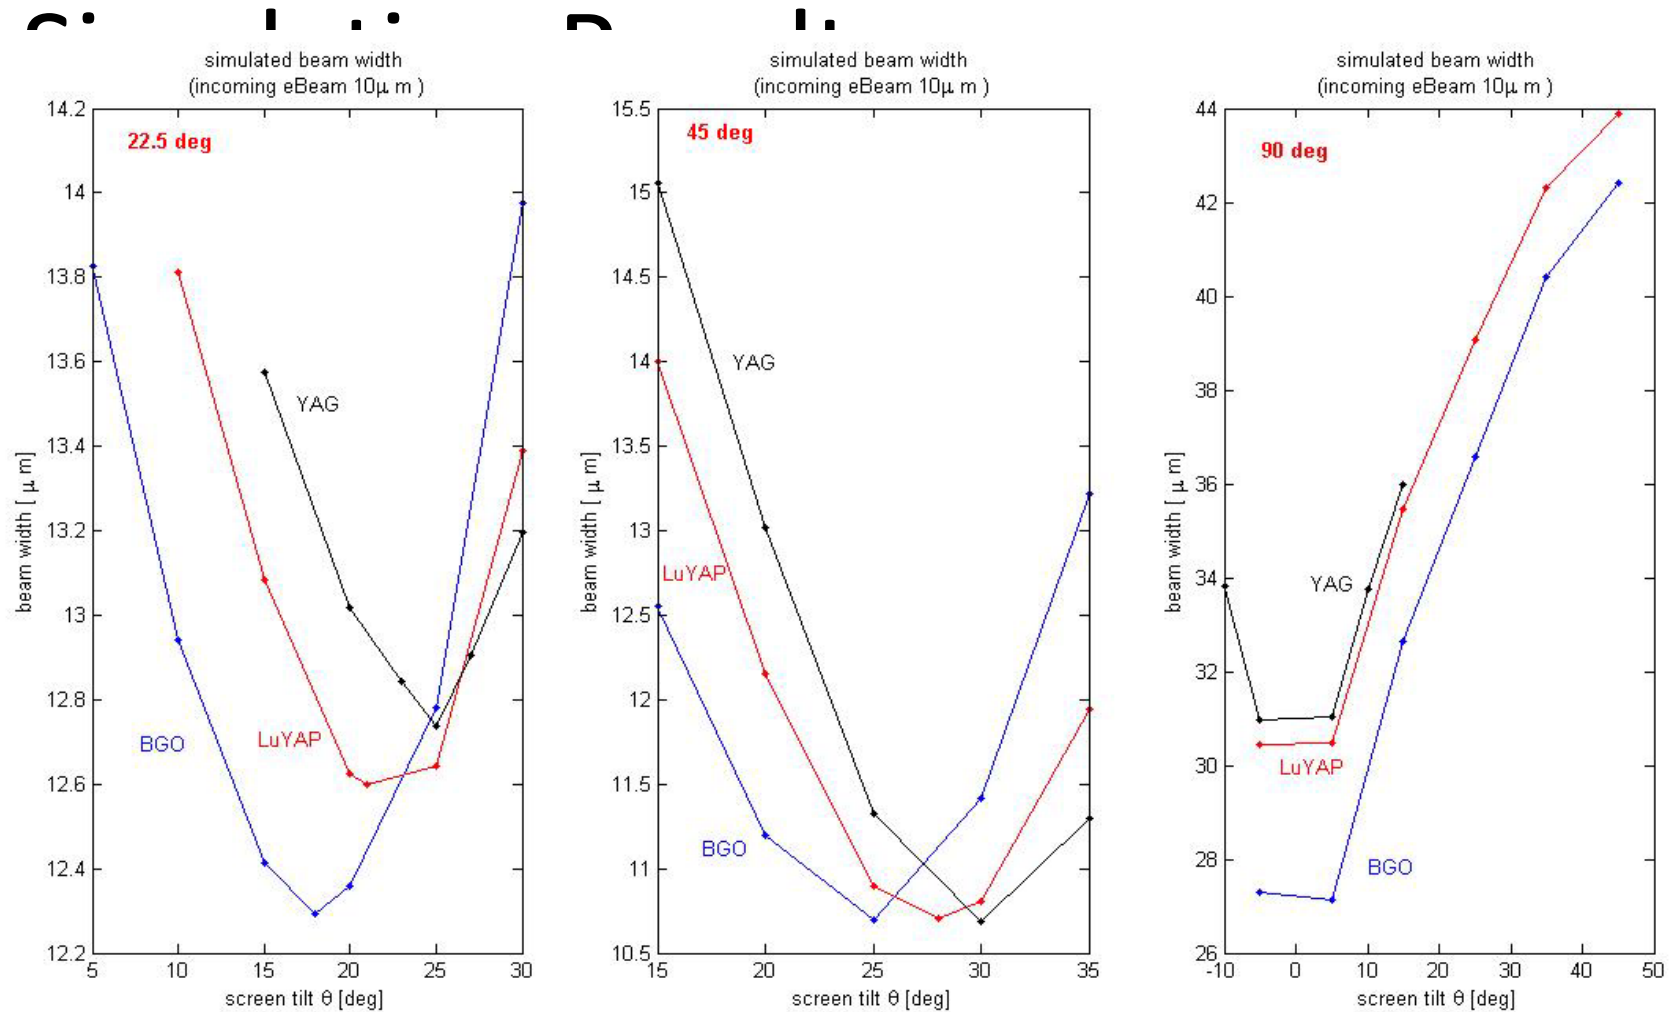 simulated beam width
(incoming eBeam 10μ m )
22.5 deg
14.2
14
13.8
13.6
13.4
13.2
13
12.8
12.6
12.4
12.2
YAG
LuYAP
BGO
beam width [ μ m]
5 10 15 20 25 30
screen tilt θ [deg]
simulated beam width
(incoming eBeam 10μ m )
45 deg
15.5
15
14.5
14
13.5
13
12.5
12
11.5
11
10.5
YAG
LuYAP
BGO
beam width [ μ m]
15 20 25 30 35
screen tilt θ [deg]
simulated beam width
(incoming eBeam 10μ m )
90 deg
44
42
40
38
36
34
32
30
28
26
YAG
LuYAP
BGO
beam width [ μ m]
-10 0 10 20 30 40 50
screen tilt θ [deg]